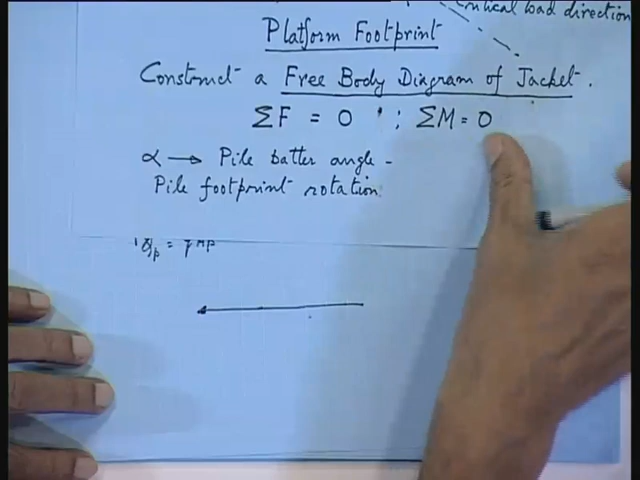 Critical load direction
Platform Footprint
Construct a Free Body Diagram of Jacket.
ΣF = 0 ; ΣM = 0
α → Pile batter angle -
Pile footprint rotation